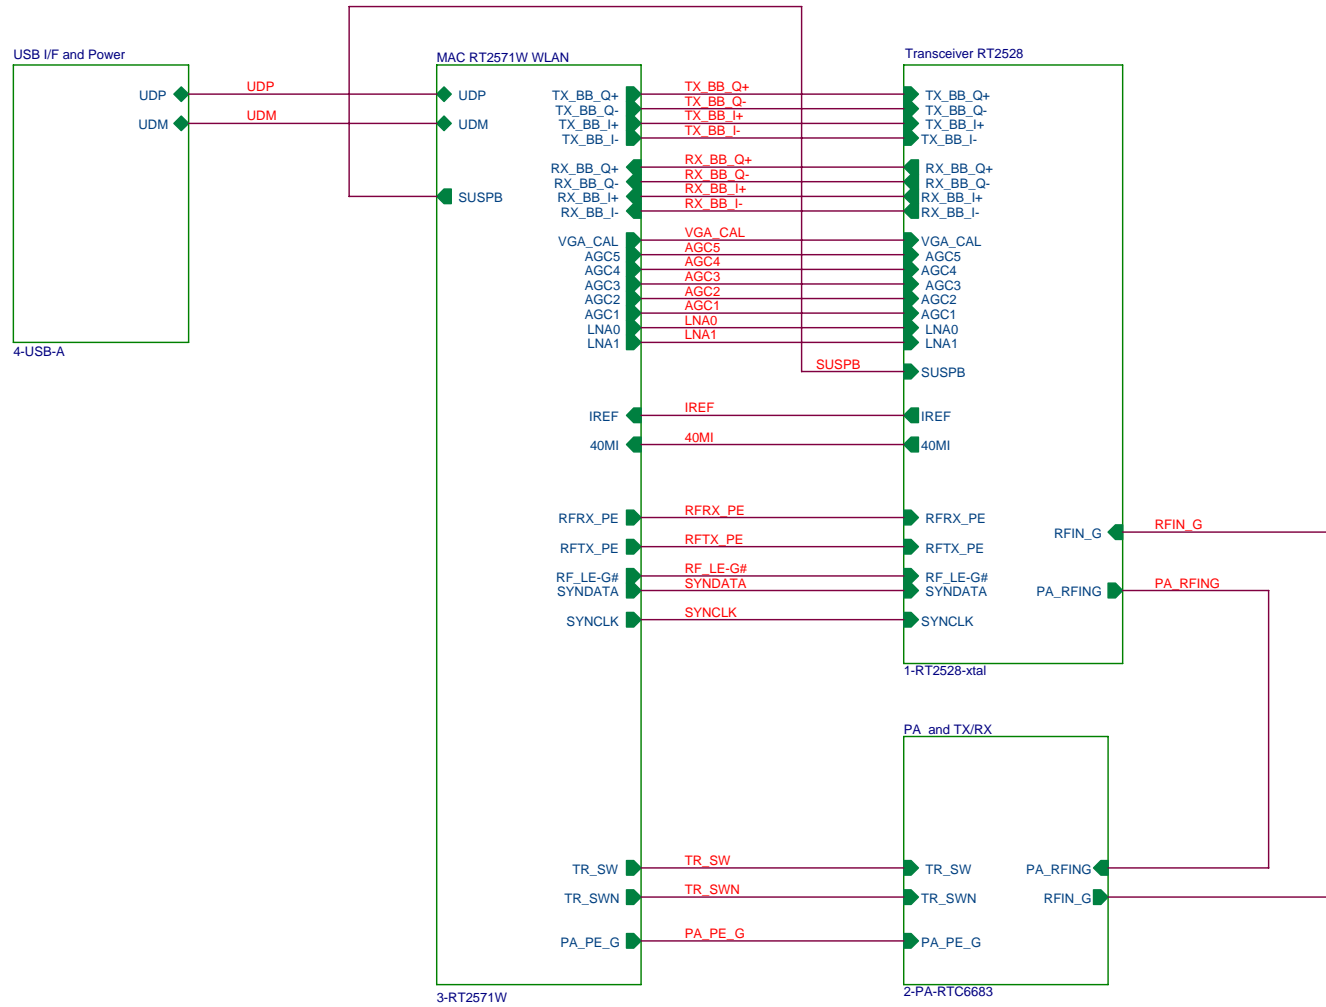 USB I/F and Power
UDP
UDM
4-USB-A
UDP
UDM
MAC RT2571W WLAN
UDP
UDM
SUSPB
TX_BB_Q+
TX_BB_Q-
TX_BB_I+
TX_BB_I-
RX_BB_Q+
RX_BB_Q-
RX_BB_I+
RX_BB_I-
VGA_CAL
AGC5
AGC4
AGC3
AGC2
AGC1
LNA0
LNA1
IREF
40MI
RFRX_PE
RFTX_PE
RF_LE-G#
SYNDATA
SYNCLK
TR_SW
TR_SWN
PA_PE_G
3-RT2571W
TX_BB_Q+
TX_BB_Q-
TX_BB_I+
TX_BB_I-
RX_BB_Q+
RX_BB_Q-
RX_BB_I+
RX_BB_I-
VGA_CAL
AGC5
AGC4
AGC3
AGC2
AGC1
LNA0
LNA1
SUSPB
IREF
40MI
RFRX_PE
RFTX_PE
RF_LE-G#
SYNDATA
SYNCLK
TR_SW
TR_SWN
PA_PE_G
Transceiver RT2528
TX_BB_Q+
TX_BB_Q-
TX_BB_I+
TX_BB_I-
RX_BB_Q+
RX_BB_Q-
RX_BB_I+
RX_BB_I-
VGA_CAL
AGC5
AGC4
AGC3
AGC2
AGC1
LNA0
LNA1
SUSPB
IREF
40MI
RFRX_PE
RFTX_PE
RF_LE-G#
SYNDATA
SYNCLK
RFIN_G
PA_RFING
1-RT2528-xtal
RFIN_G
PA_RFING
PA and TX/RX
TR_SW
TR_SWN
PA_PE_G
PA_RFING
RFIN_G
2-PA-RTC6683